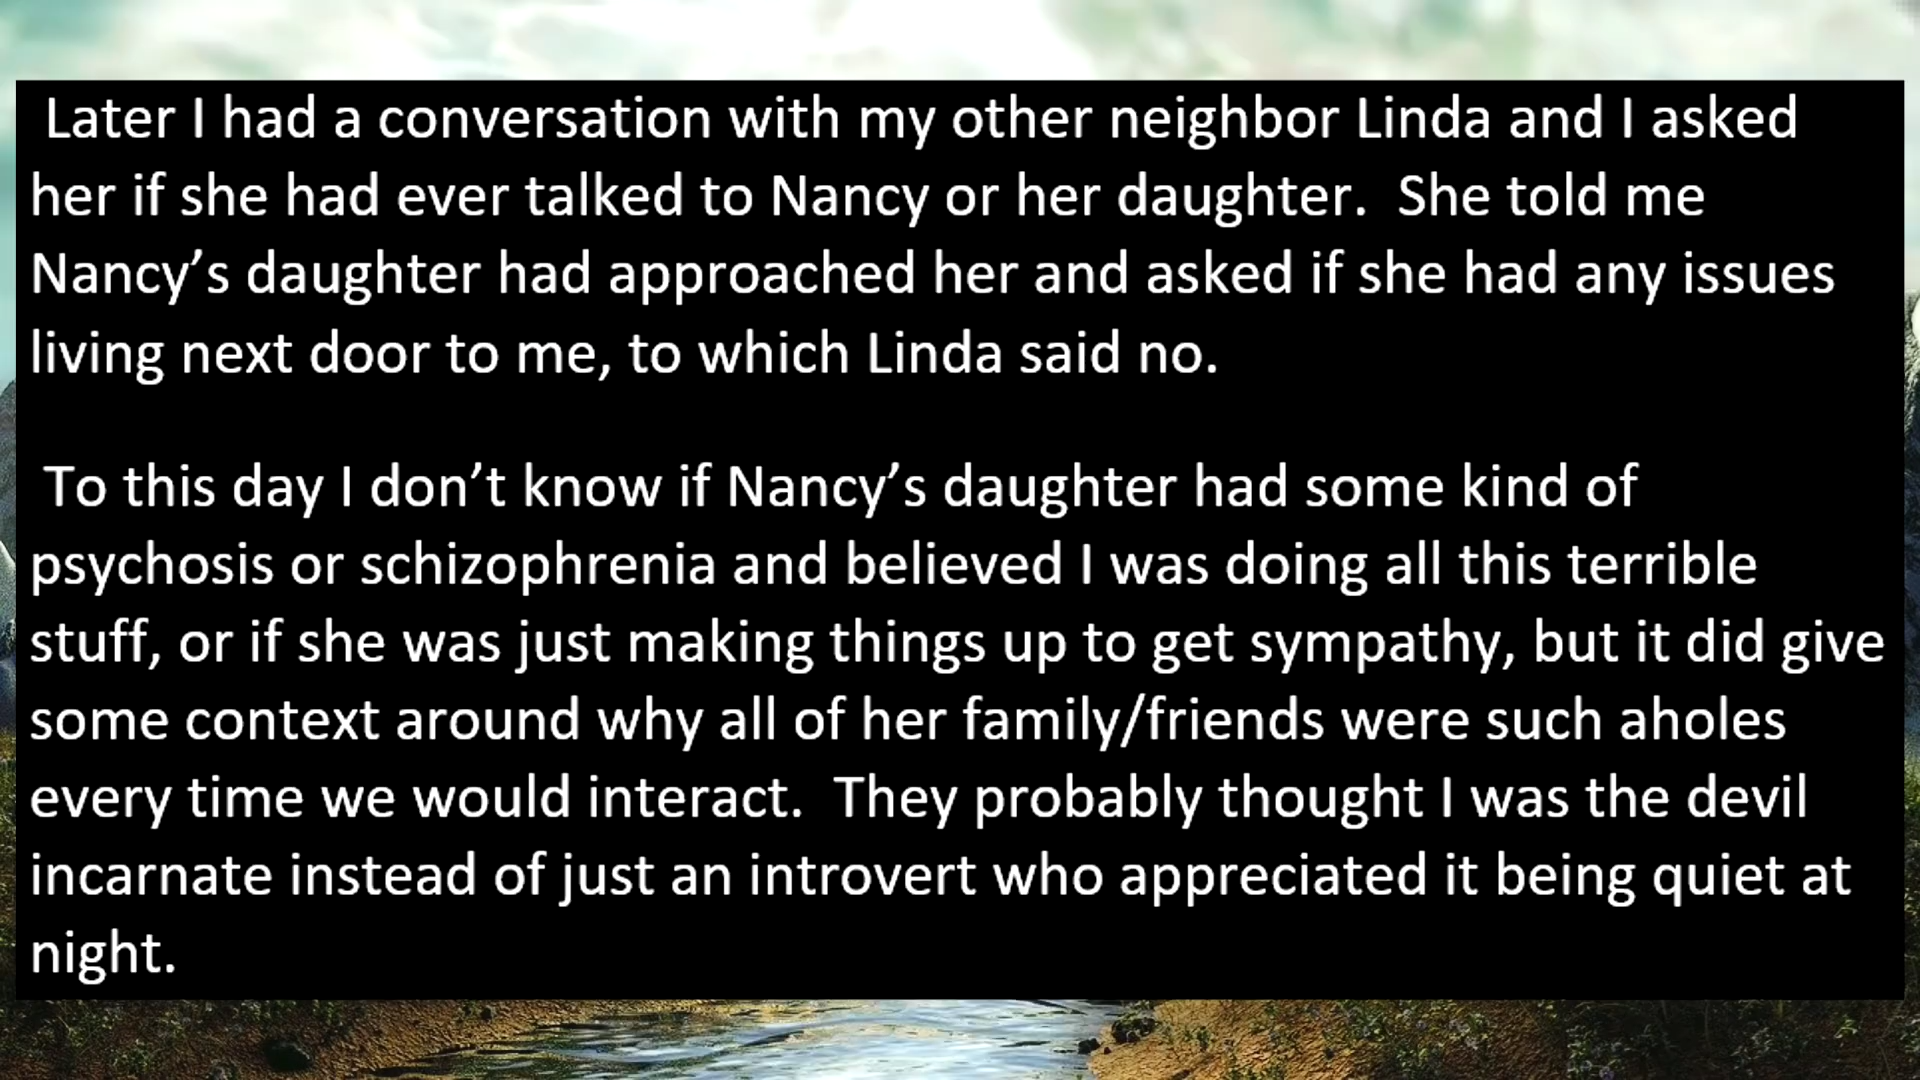 Later I had a conversation with my other neighbor Linda and I asked
her if she had ever talked to Nancy or her daughter.  She told me
Nancy’s daughter had approached her and asked if she had any issues
living next door to me, to which Linda said no.
To this day I don’t know if Nancy’s daughter had some kind of
psychosis or schizophrenia and believed I was doing all this terrible
stuff, or if she was just making things up to get sympathy, but it did give
some context around why all of her family/friends were such aholes
every time we would interact.  They probably thought I was the devil
incarnate instead of just an introvert who appreciated it being quiet at
night.